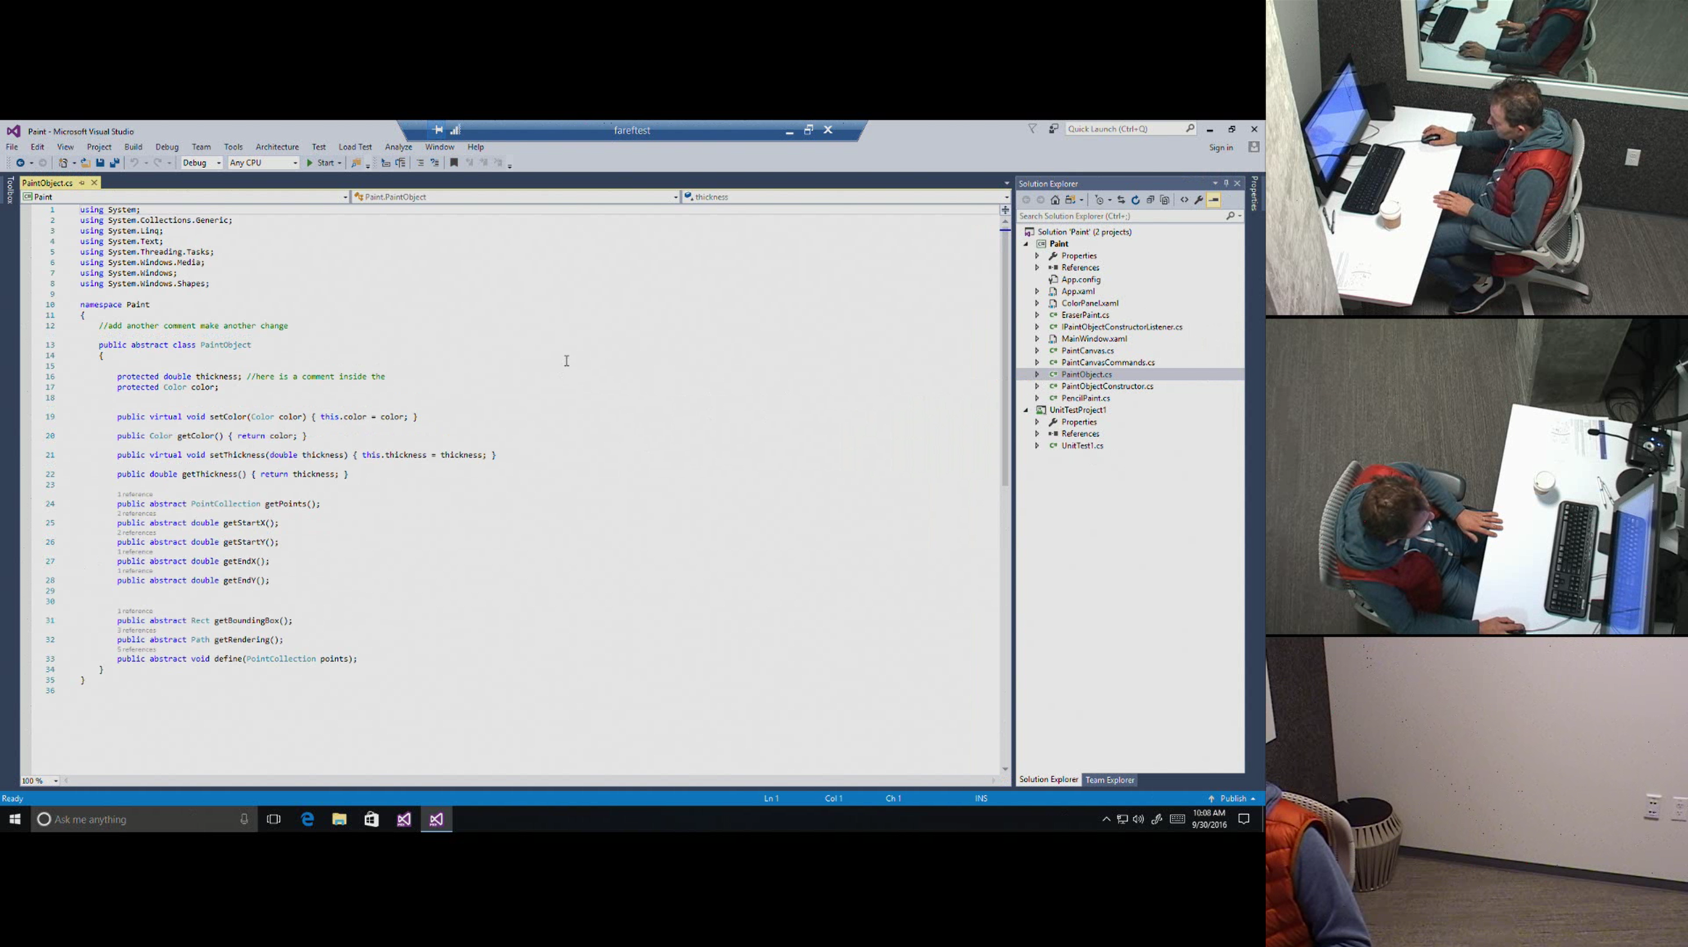 Paint - Microsoft Visual Studio
fareftest
Quick Launch (Ctrl+Q)
File Edit View Project Build Debug Team Tools Test Architecture Load Test Analyze Window Help
Sign in
Debug Any CPU Start
Toolbox
PaintObject.cs
Paint Paint.PaintObject thickness
1 using System;
2 using System.Collections.Generic;
3 using System.Linq;
4 using System.Text;
5 using System.Threading.Tasks;
6 using System.Windows.Media;
7 using System.Windows;
8 using System.Windows.Shapes;
9
10 namespace Paint
11 {
12 //add another comment make another change
13 public abstract class PaintObject
14 {
15
16 protected double thickness; //here is a comment inside the
17 protected Color color;
18
19 public virtual void setColor(Color color) { this.color = color; }
20 public Color getColor() { return color; }
21 public virtual void setThickness(double thickness) { this.thickness = thickness; }
22 public double getThickness() { return thickness; }
23
1 reference
24 public abstract PointCollection getPoints();
2 references
25 public abstract double getStartX();
2 references
26 public abstract double getStartY();
1 reference
27 public abstract double getEndX();
1 reference
28 public abstract double getEndY();
29
30
1 reference
31 public abstract Rect getBoundingBox();
3 references
32 public abstract Path getRendering();
5 references
33 public abstract void define(PointCollection points);
34 }
35 }
36
100 %
Solution Explorer
Properties
Search Solution Explorer (Ctrl+;)
Solution 'Paint' (2 projects)
Paint
Properties
References
App.config
App.xaml
ColorPanel.xaml
EraserPaint.cs
IPaintObjectConstructorListener.cs
MainWindow.xaml
PaintCanvas.cs
PaintCanvasCommands.cs
PaintObject.cs
PaintObjectConstructor.cs
PencilPaint.cs
UnitTestProject1
Properties
References
UnitTest1.cs
Solution Explorer Team Explorer
Ready Ln 1 Col 1 Ch 1 INS Publish
Ask me anything
10:08 AM
9/30/2016